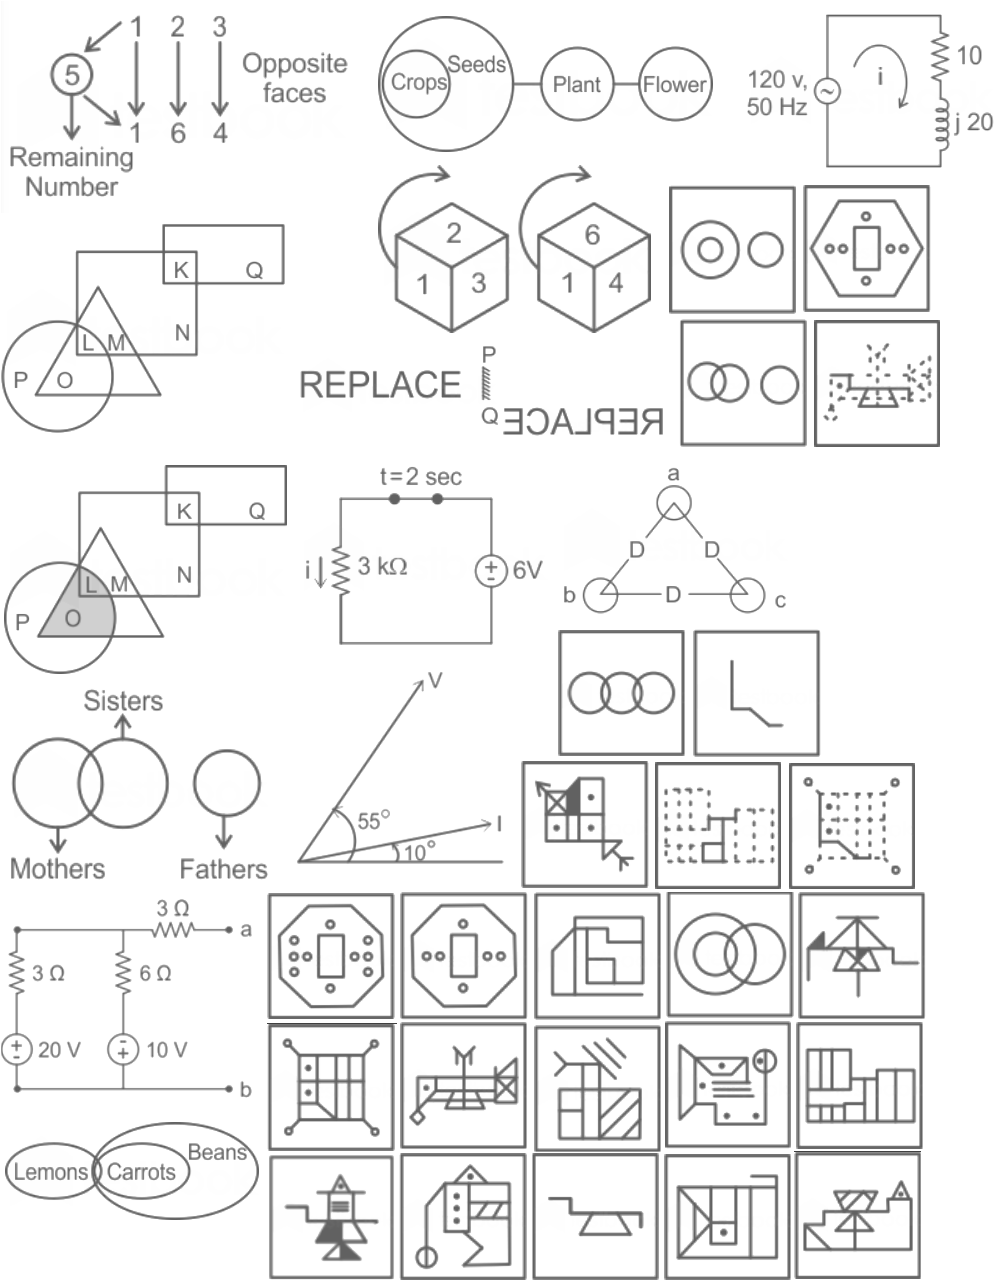 1 2 3
5
Opposite
faces
1 6 4
Remaining
Number
Crops
Seeds
Plant
Flower
120 v,
50 Hz
i
10
j 20
K
Q
N
L
M
P
O
2
1
3
6
1
4
REPLACE
P
Q
REPLACE
K
Q
N
L
M
P
O
t=2 sec
i
3 kΩ
6V
a
D
D
b
D
c
Sisters
Mothers
Fathers
V
55°
I
10°
3 Ω
a
3 Ω
6 Ω
20 V
10 V
b
Lemons
Carrots
Beans